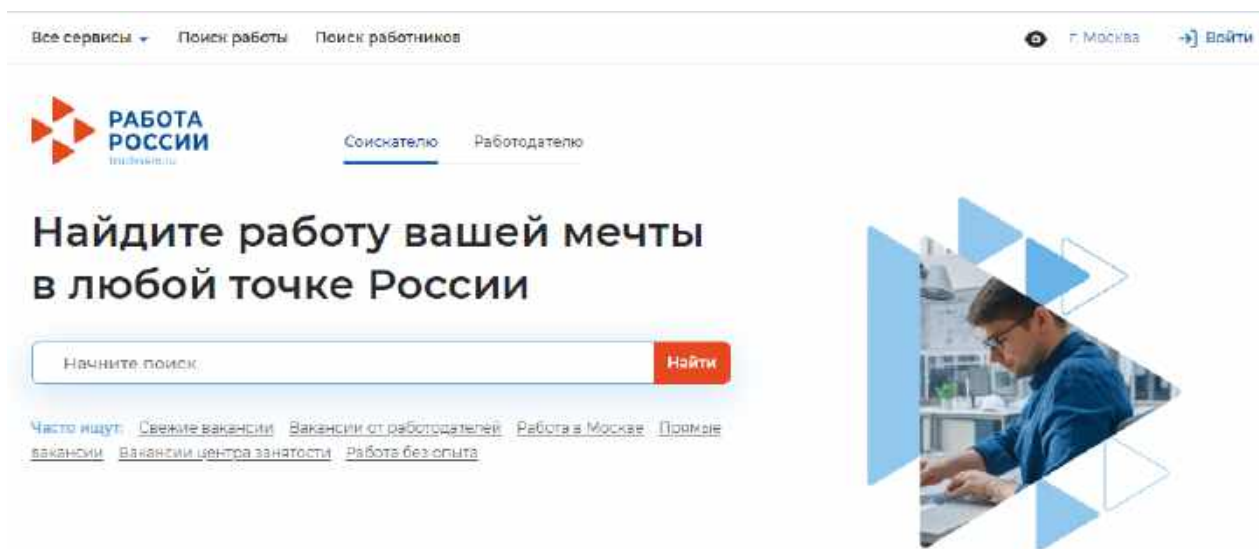 Все сервисы Поиск работы Поиск работников г. Москва Войти
РАБОТА
РОССИИ
trudvsem.ru
Соискателю Работодателю
Найдите работу вашей мечты
в любой точке России
Начните поиск Найти
Часто ищут: Свежие вакансии Вакансии от работодателей Работа в Москве Прямые
вакансии Вакансии центра занятости Работа без опыта